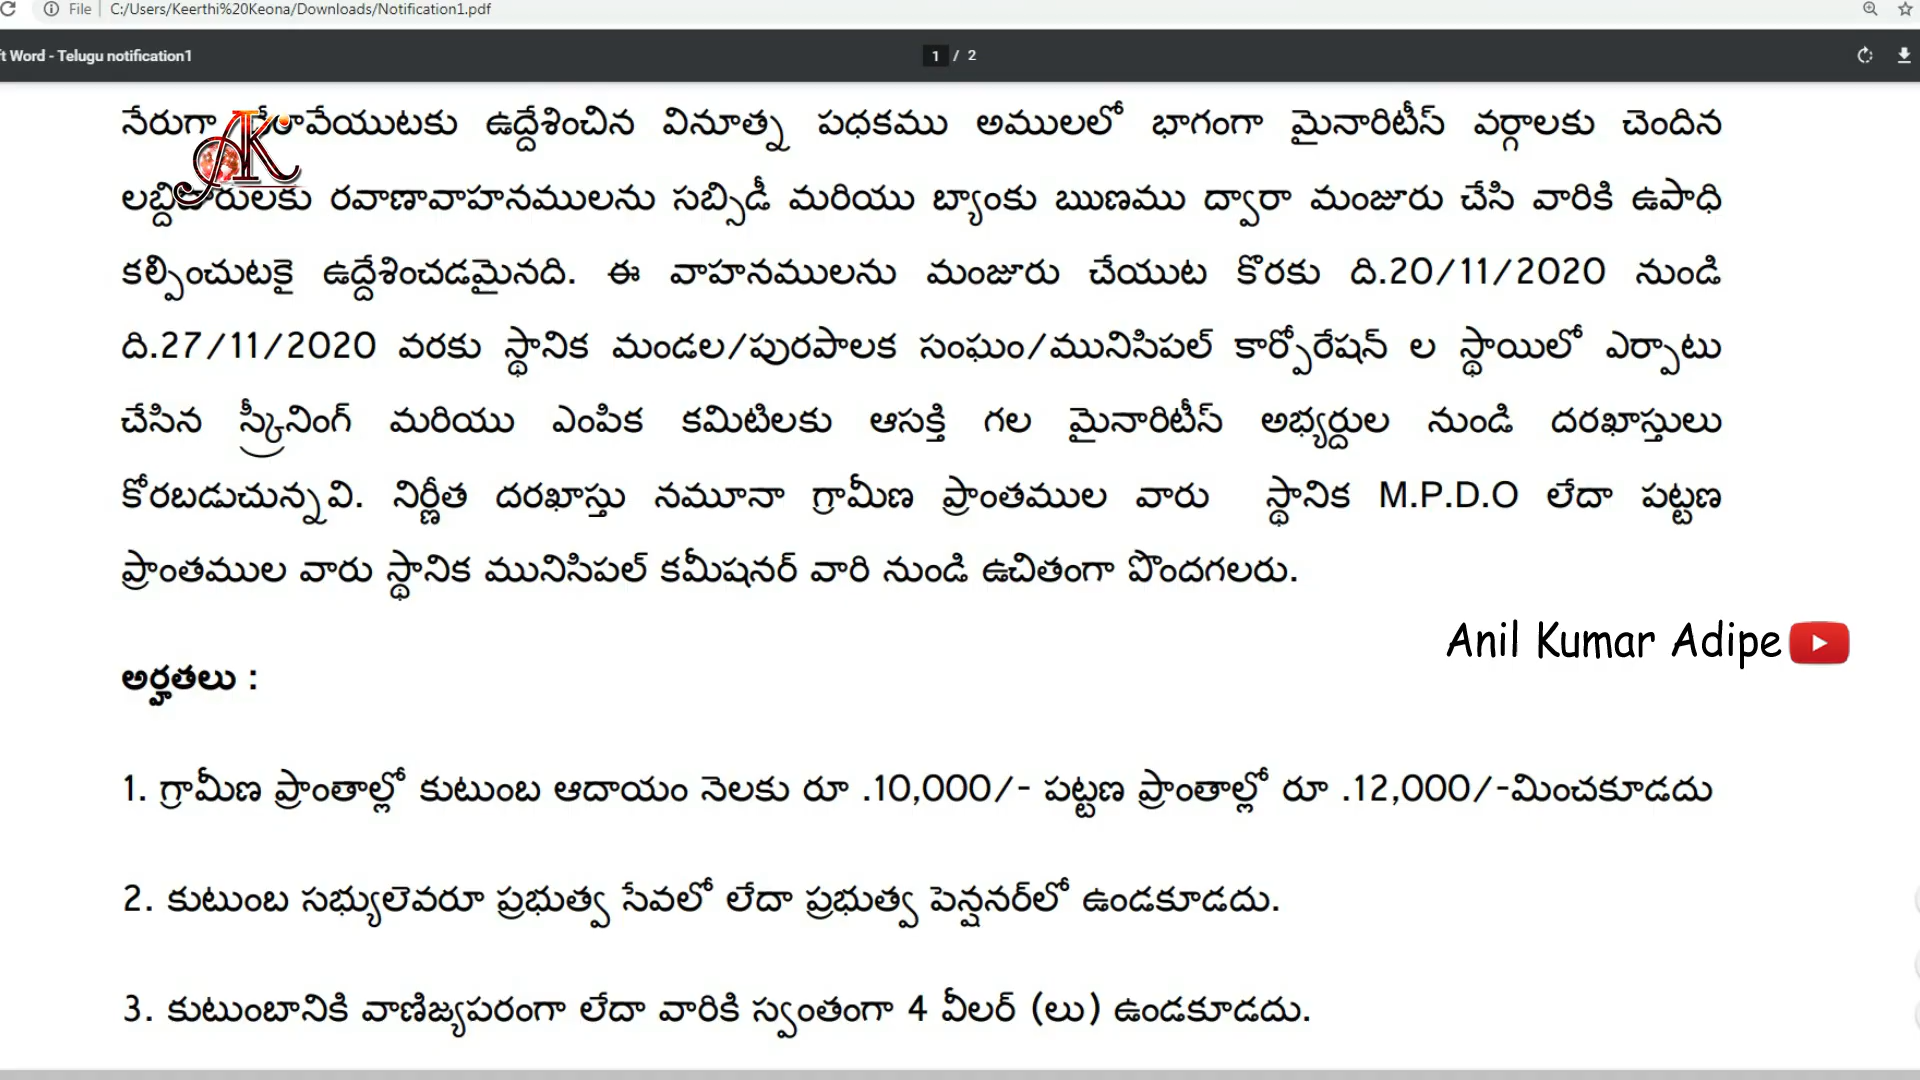 File C:/Users/Keerthi%20Keona/Downloads/Notification1.pdf
ft Word - Telugu notification1 1 / 2
నేరుగా చేరావేయుటకు ఉద్దేశించిన వినూత్న పధకము అములలో భాగంగా మైనారిటీస్ వర్గాలకు చెందిన
లబ్దిదారులకు రవాణావాహనములను సబ్సిడీ మరియు బ్యాంకు ఋణము ద్వారా మంజూరు చేసి వారికి ఉపాధి
కల్పించుటకై ఉద్దేశించడమైనది. ఈ వాహనములను మంజూరు చేయుట కొరకు ది.20/11/2020 నుండి
ది.27/11/2020 వరకు స్థానిక మండల/పురపాలక సంఘం/మునిసిపల్ కార్పోరేషన్ ల స్థాయిలో ఎర్పాటు
చేసిన స్క్రీనింగ్ మరియు ఎంపిక కమిటిలకు ఆసక్తి గల మైనారిటీస్ అభ్యర్దుల నుండి దరఖాస్తులు
కోరబడుచున్నవి. నిర్ణీత దరఖాస్తు నమూనా గ్రామీణ ప్రాంతముల వారు స్థానిక M.P.D.O లేదా పట్టణ
ప్రాంతముల వారు స్థానిక మునిసిపల్ కమీషనర్ వారి నుండి ఉచితంగా పొందగలరు.
Anil Kumar Adipe
అర్హతలు :
1. గ్రామీణ ప్రాంతాల్లో కుటుంబ ఆదాయం నెలకు రూ .10,000/- పట్టణ ప్రాంతాల్లో రూ .12,000/-మించకూడదు
2. కుటుంబ సభ్యులెవరూ ప్రభుత్వ సేవలో లేదా ప్రభుత్వ పెన్షనర్‌లో ఉండకూడదు.
3. కుటుంబానికి వాణిజ్యపరంగా లేదా వారికి స్వంతంగా 4 వీలర్ (లు) ఉండకూడదు.